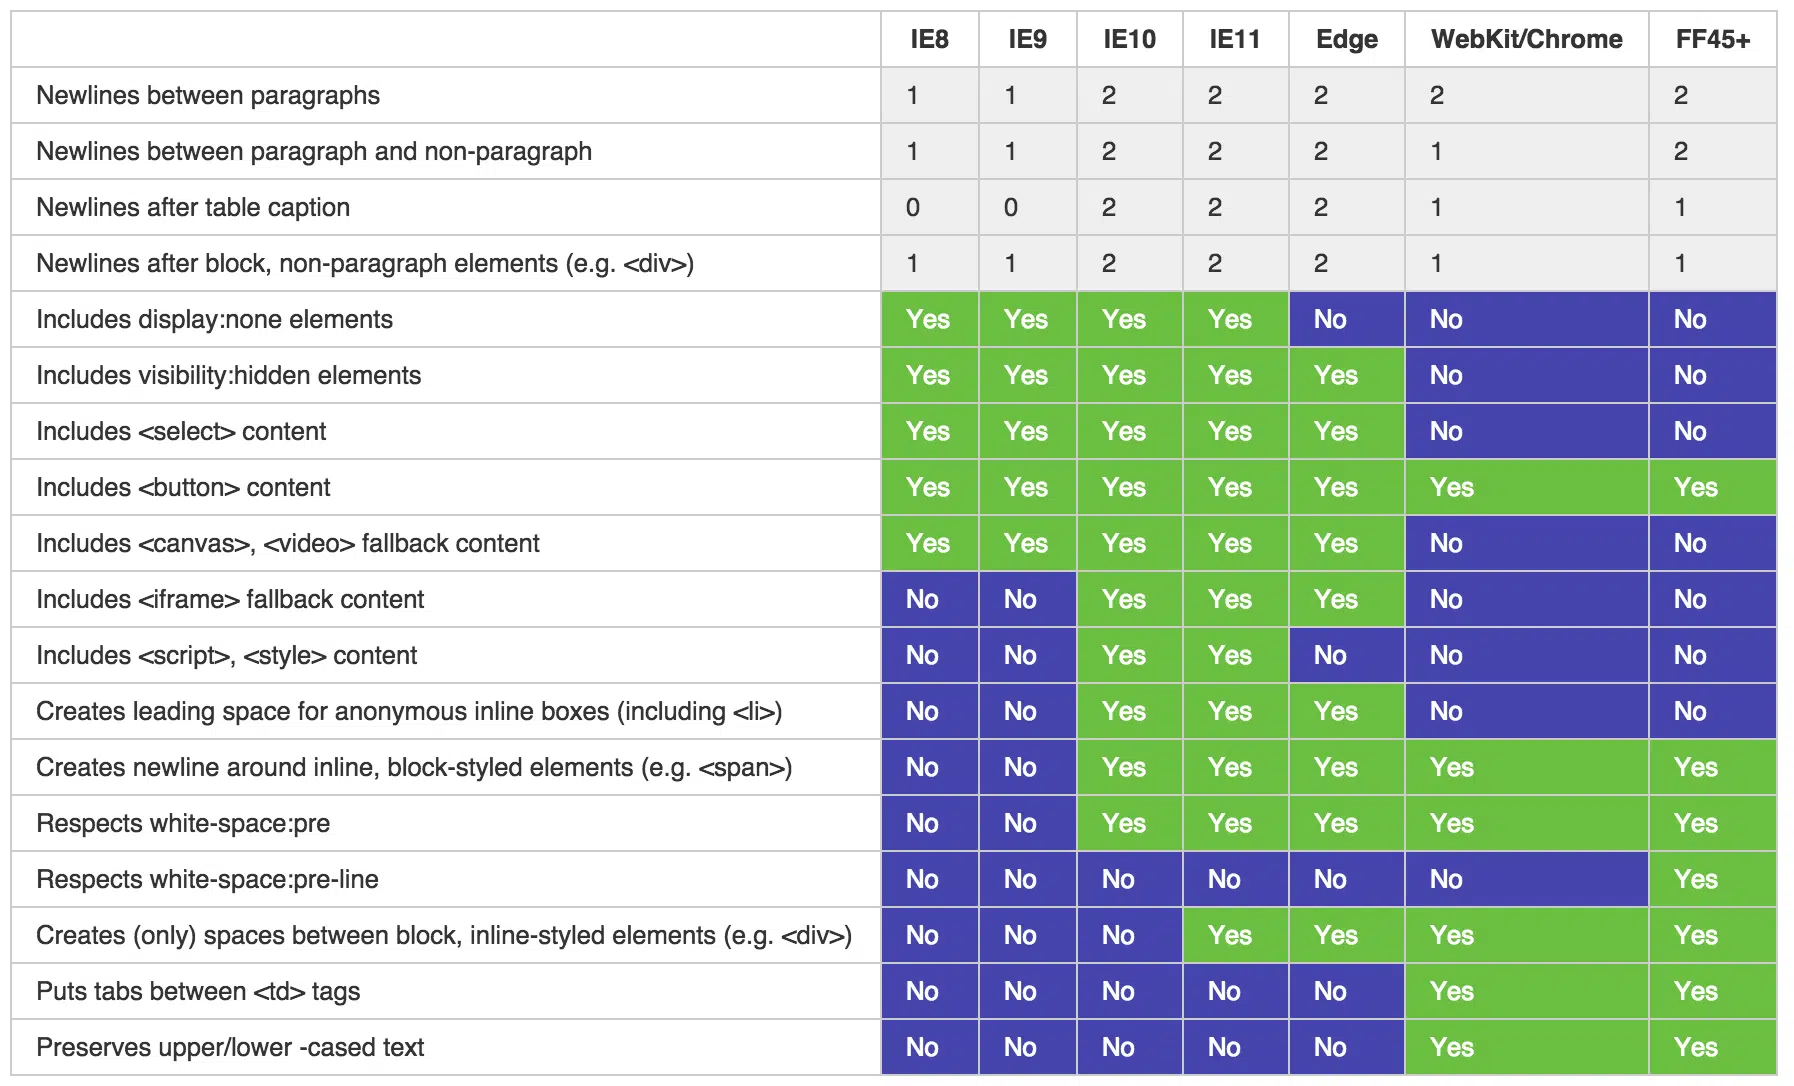 IE8 IE9 IE10 IE11 Edge WebKit/Chrome FF45+
Newlines between paragraphs 1 1 2 2 2 2 2
Newlines between paragraph and non-paragraph 1 1 2 2 2 1 2
Newlines after table caption 0 0 2 2 2 1 1
Newlines after block, non-paragraph elements (e.g. <div>) 1 1 2 2 2 1 1
Includes display:none elements Yes Yes Yes Yes No No No
Includes visibility:hidden elements Yes Yes Yes Yes Yes No No
Includes <select> content Yes Yes Yes Yes Yes No No
Includes <button> content Yes Yes Yes Yes Yes Yes Yes
Includes <canvas>, <video> fallback content Yes Yes Yes Yes Yes No No
Includes <iframe> fallback content No No Yes Yes Yes No No
Includes <script>, <style> content No No Yes Yes No No No
Creates leading space for anonymous inline boxes (including <li>) No No Yes Yes Yes No No
Creates newline around inline, block-styled elements (e.g. <span>) No No Yes Yes Yes Yes Yes
Respects white-space:pre No No Yes Yes Yes Yes Yes
Respects white-space:pre-line No No No No No No Yes
Creates (only) spaces between block, inline-styled elements (e.g. <div>) No No No Yes Yes Yes Yes
Puts tabs between <td> tags No No No No No Yes Yes
Preserves upper/lower -cased text No No No No No Yes Yes